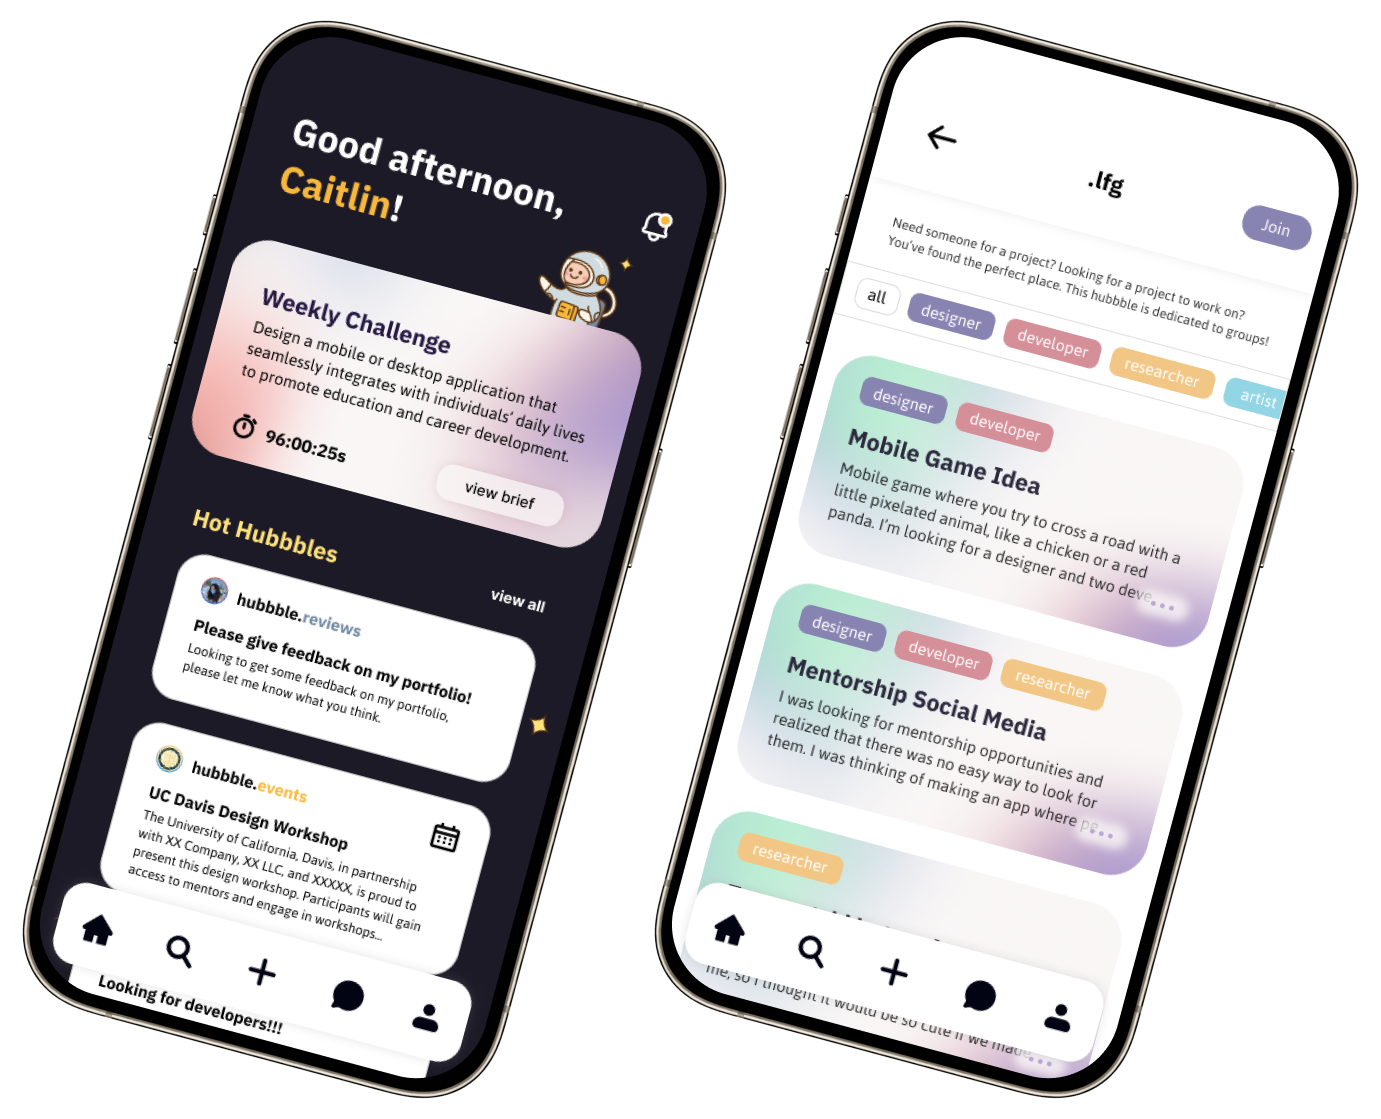 Good afternoon,
Caitlin!
Weekly Challenge
Design a mobile or desktop application that
seamlessly integrates with individuals' daily lives
to promote education and career development.
96:00:25s
view brief
Hot Hubbbles
view all
hubbble.reviews
Please give feedback on my portfolio!
Looking to get some feedback on my portfolio,
please let me know what you think.
hubbble.events
UC Davis Design Workshop
The University of California, Davis, in partnership
with XX Company, XX LLC, and XXXXX, is proud to
present this design workshop. Participants will gain
access to mentors and engage in workshops...
Looking for developers!!!
.lfg
Join
Need someone for a project? Looking for a project to work on?
You've found the perfect place. This hubbble is dedicated to groups!
all
designer
developer
researcher
artist
designer
developer
Mobile Game Idea
Mobile game where you try to cross a road with a
little pixelated animal, like a chicken or a red
panda. I'm looking for a designer and two deve...
designer
developer
researcher
Mentorship Social Media
I was looking for mentorship opportunities and
realized that there was no easy way to look for
them. I was thinking of making an app where pe...
researcher
me, so I thought it would be so cute if we made